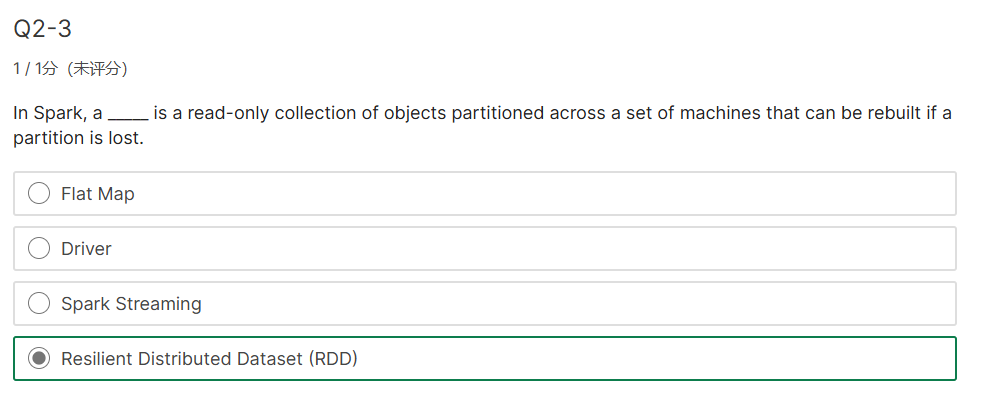 Q2-3
1 / 1分 (未评分)
In Spark, a _____ is a read-only collection of objects partitioned across a set of machines that can be rebuilt if a
partition is lost.
Flat Map
Driver
Spark Streaming
Resilient Distributed Dataset (RDD)